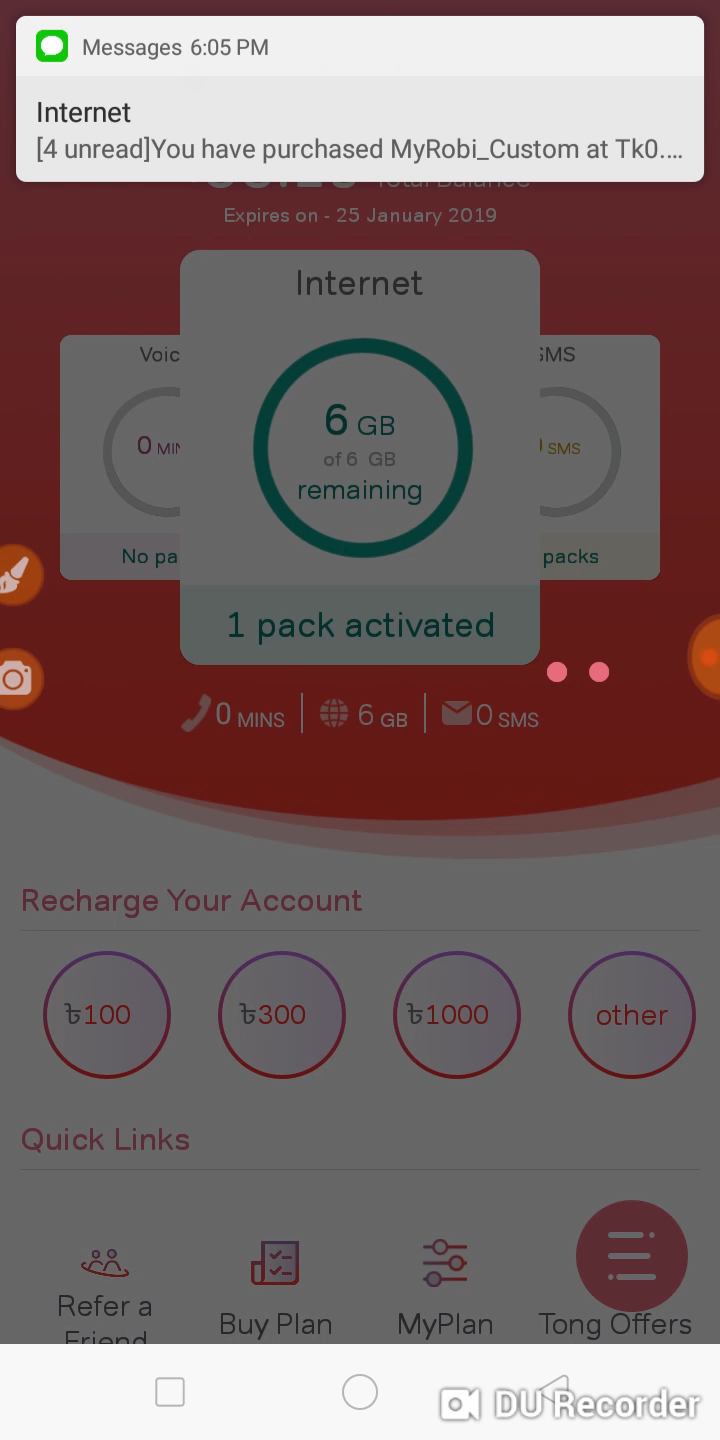 Messages 6:05 PM
Internet
[4 unread]You have purchased MyRobi_Custom at Tk0....
Total Balance
Expires on - 25 January 2019
Internet
Voic
SMS
6 GB
of 6 GB
remaining
0 MIN
SMS
No pa
packs
1 pack activated
0 MINS
6 GB
0 SMS
Recharge Your Account
৳100
৳300
৳1000
other
Quick Links
Refer a
Friend
Buy Plan
MyPlan
Tong Offers
DU Recorder